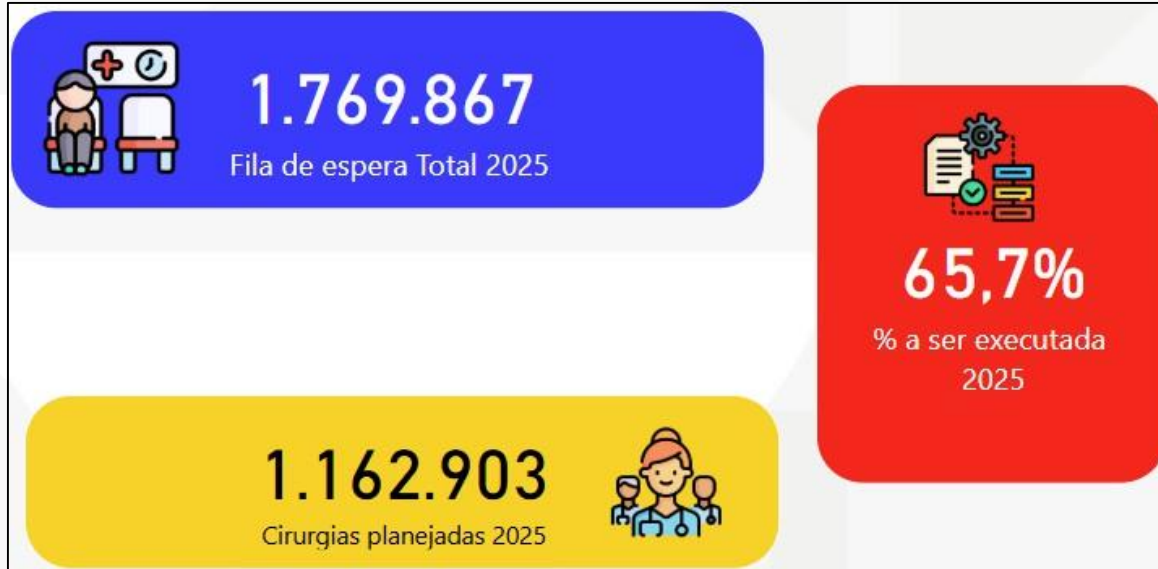 1.769.867
Fila de espera Total 2025
65,7%
% a ser executada
2025
1.162.903
Cirurgias planejadas 2025